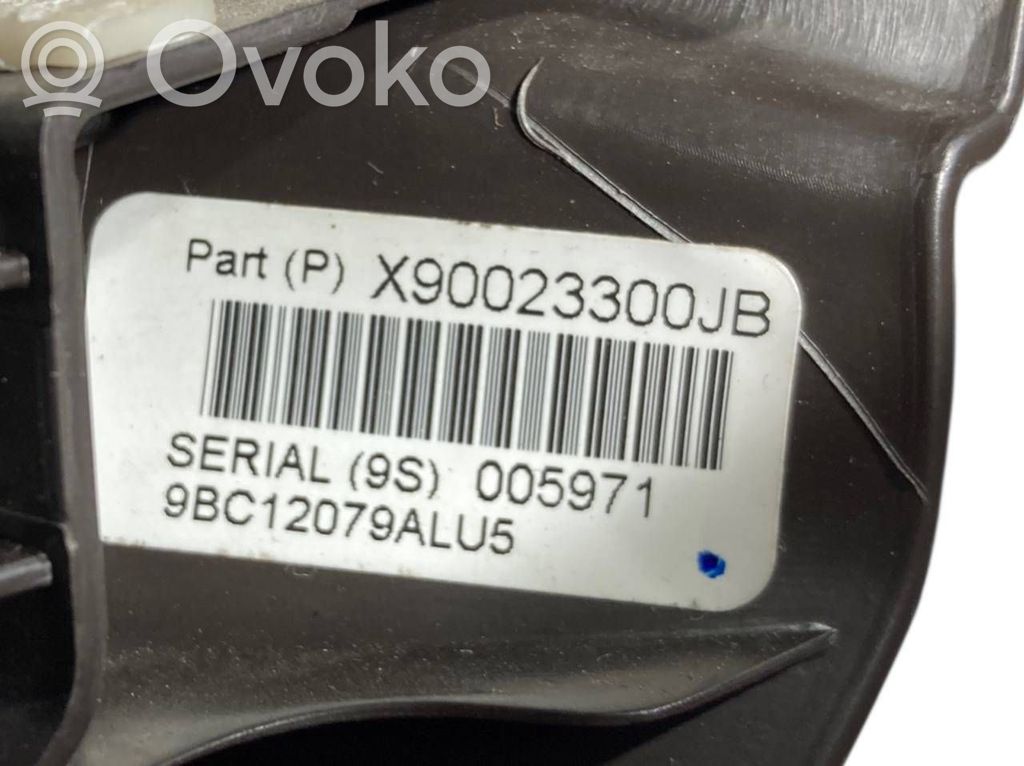 Ovoko
Part (P) X90023300JB
SERIAL (9S) 005971
9BC12079ALU5